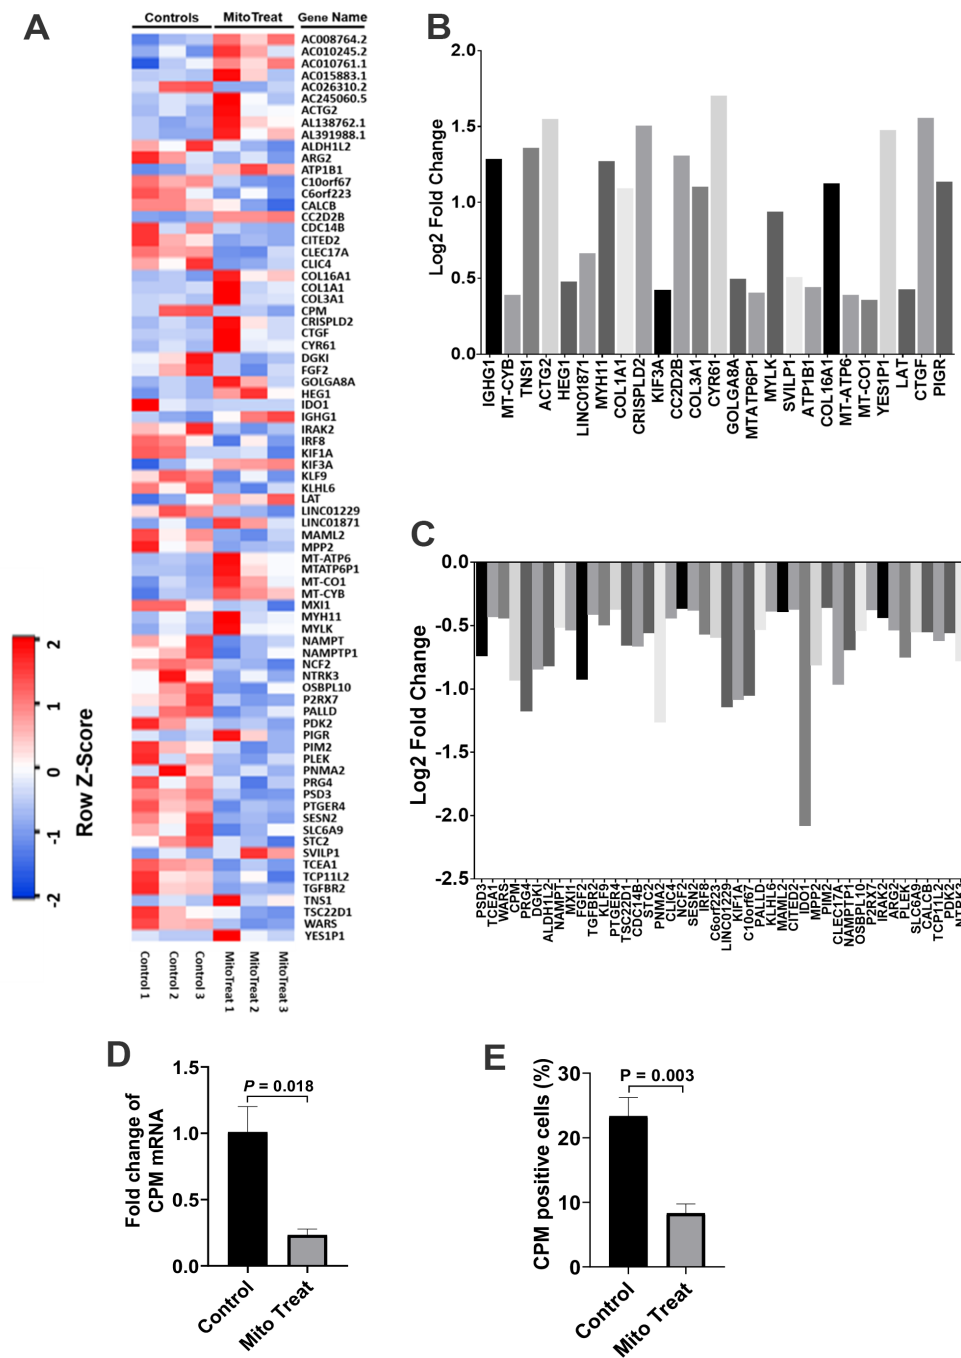 A
Controls MitoTreat Gene Name
AC008764.2
AC010245.2
AC010761.1
AC015883.1
AC026310.2
AC245060.5
ACTG2
AL138762.1
AL391988.1
ALDH1L2
ARG2
ATP1B1
C10orf67
C6orf223
CALCB
CC2D2B
CDC14B
CITED2
CLEC17A
CLIC4
COL16A1
COL1A1
COL3A1
CPM
CRISPLD2
CTGF
CYR61
DGKI
FGF2
GOLGA8A
HEG1
IDO1
IGHG1
IRAK2
IRF8
KIF1A
KIF3A
KLF9
KLHL6
LAT
LINC01229
LINC01871
MAML2
MPP2
MT-ATP6
MTATP6P1
MT-CO1
MT-CYB
MXI1
MYH11
MYLK
NAMPT
NAMPTP1
NCF2
NTRK3
OSBPL10
P2RX7
PALLD
PDK2
PIGR
PIM2
PLEK
PNMA2
PRG4
PSD3
PTGER4
SESN2
SLC6A9
STC2
SVILP1
TCEA1
TCP11L2
TGFBR2
TNS1
TSC22D1
WARS
YES1P1
Control 1
Control 2
Control 3
MitoTreat 1
MitoTreat 2
MitoTreat 3
2
1
0
-1
-2
Row Z-Score
B
Log2 Fold Change
2.0
1.5
1.0
0.5
0.0
IGHG1
MT-CYB
TNS1
ACTG2
HEG1
LINC01871
MYH11
COL1A1
CRISPLD2
KIF3A
CC2D2B
COL3A1
CYR61
GOLGA8A
MTATP6P1
MYLK
SVILP1
ATP1B1
COL16A1
MT-ATP6
MT-CO1
YES1P1
LAT
CTGF
PIGR
C
Log2 Fold Change
0.0
-0.5
-1.0
-1.5
-2.0
-2.5
PSD3
TCEA1
WARS
CPM
PRG4
DGKI
ALDH1L2
NAMPT
MXI1
FGF2
TGFBR2
KLF9
PTGER4
TSC22D1
CDC14B
STC2
PNMA2
CLIC4
NCF2
SESN2
IRF8
C6orf223
LINC01229
KIF1A
C10orf67
PALLD
KLHL6
MAML2
CITED2
IDO1
MPP2
PIM2
CLEC17A
NAMPTP1
OSBPL10
P2RX7
IRAK2
ARG2
PLEK
SLC6A9
CALCB
TCP11L2
PDK2
NTRK3
D
Fold change of
CPM mRNA
1.5
1.0
0.5
0.0
P = 0.018
Control
Mito Treat
E
CPM positive cells (%)
30
20
10
0
P = 0.003
Control
Mito Treat